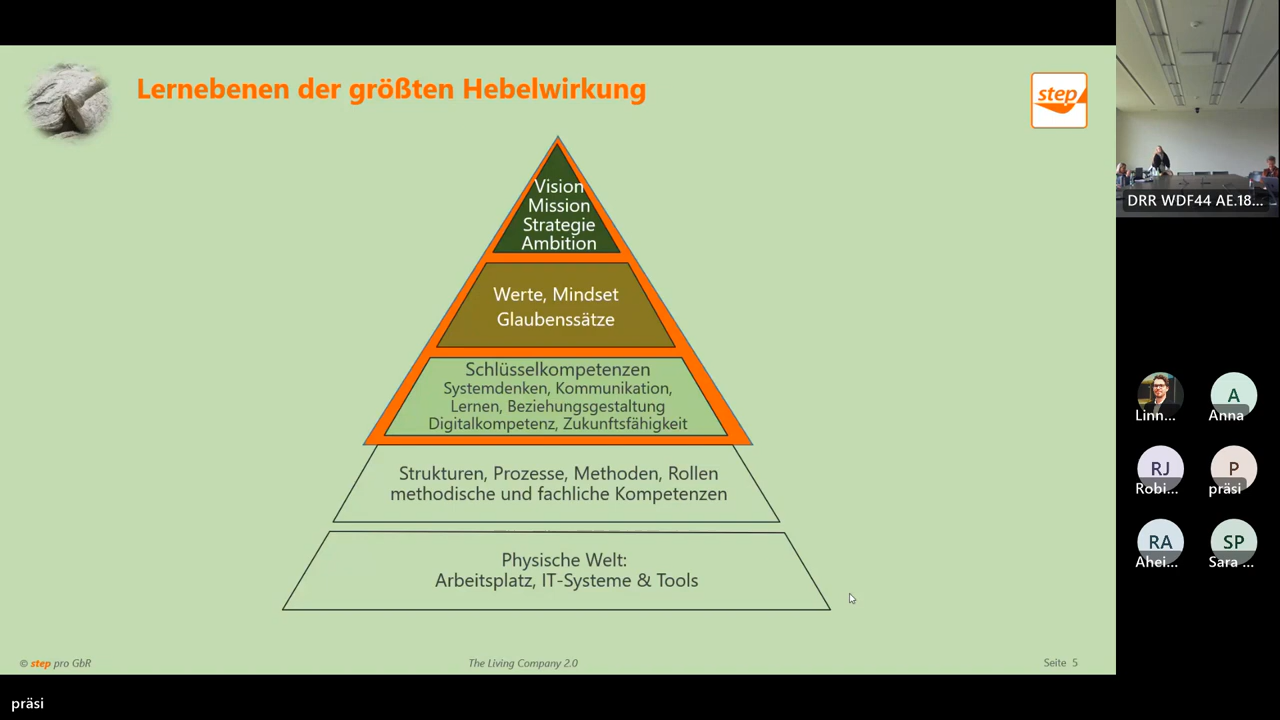 Lernebenen der größten Hebelwirkung
step
Vision
Mission
Strategie
Ambition
Werte, Mindset
Glaubenssätze
Schlüsselkompetenzen
Systemdenken, Kommunikation,
Lernen, Beziehungsgestaltung
Digitalkompetenz, Zukunftsfähigkeit
Strukturen, Prozesse, Methoden, Rollen
methodische und fachliche Kompetenzen
Physische Welt:
Arbeitsplatz, IT-Systeme & Tools
© step pro GbR
The Living Company 2.0
Seite 5
präsi
DRR WDF44 AE.18...
Linn...
A
Anna
RJ
Robi...
P
präsi
RA
Ahei...
SP
Sara ...